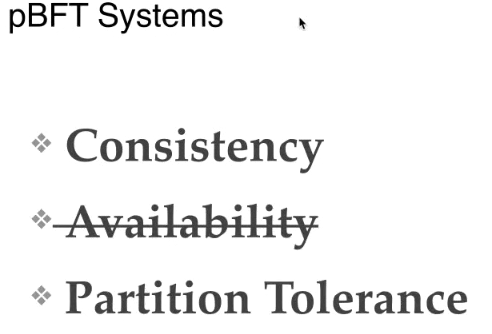 pBFT Systems
Consistency
Availability
Partition Tolerance